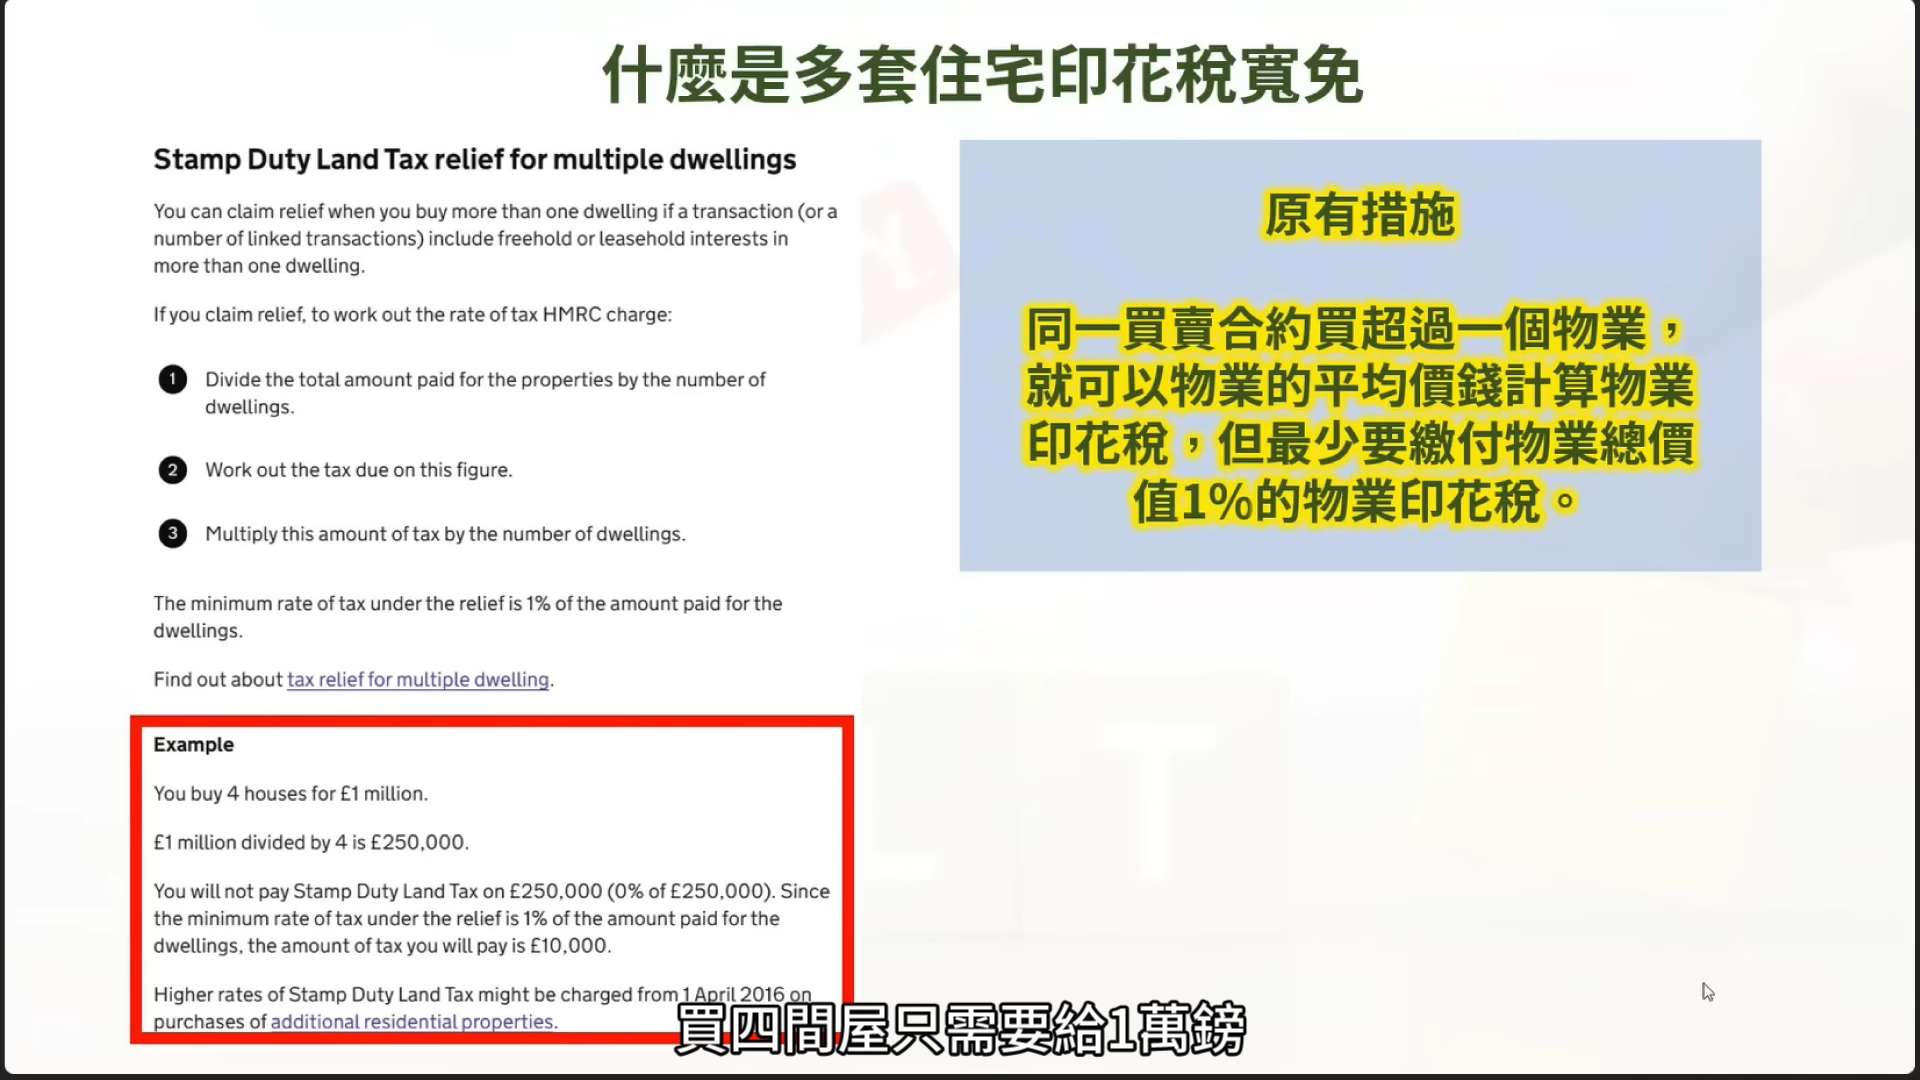 什麼是多套住宅印花稅寬免
Stamp Duty Land Tax relief for multiple dwellings
You can claim relief when you buy more than one dwelling if a transaction (or a
number of linked transactions) include freehold or leasehold interests in
more than one dwelling.
If you claim relief, to work out the rate of tax HMRC charge:
1 Divide the total amount paid for the properties by the number of
dwellings.
2 Work out the tax due on this figure.
3 Multiply this amount of tax by the number of dwellings.
The minimum rate of tax under the relief is 1% of the amount paid for the
dwellings.
Find out about tax relief for multiple dwelling.
Example
You buy 4 houses for £1 million.
£1 million divided by 4 is £250,000.
You will not pay Stamp Duty Land Tax on £250,000 (0% of £250,000). Since
the minimum rate of tax under the relief is 1% of the amount paid for the
dwellings, the amount of tax you will pay is £10,000.
Higher rates of Stamp Duty Land Tax might be charged from 1 April 2016 on
purchases of additional residential properties.
原有措施
同一買賣合約買超過一個物業，
就可以物業的平均價錢計算物業
印花稅，但最少要繳付物業總價
值1%的物業印花稅。
Y
L T
買四間屋只需要給1萬鎊